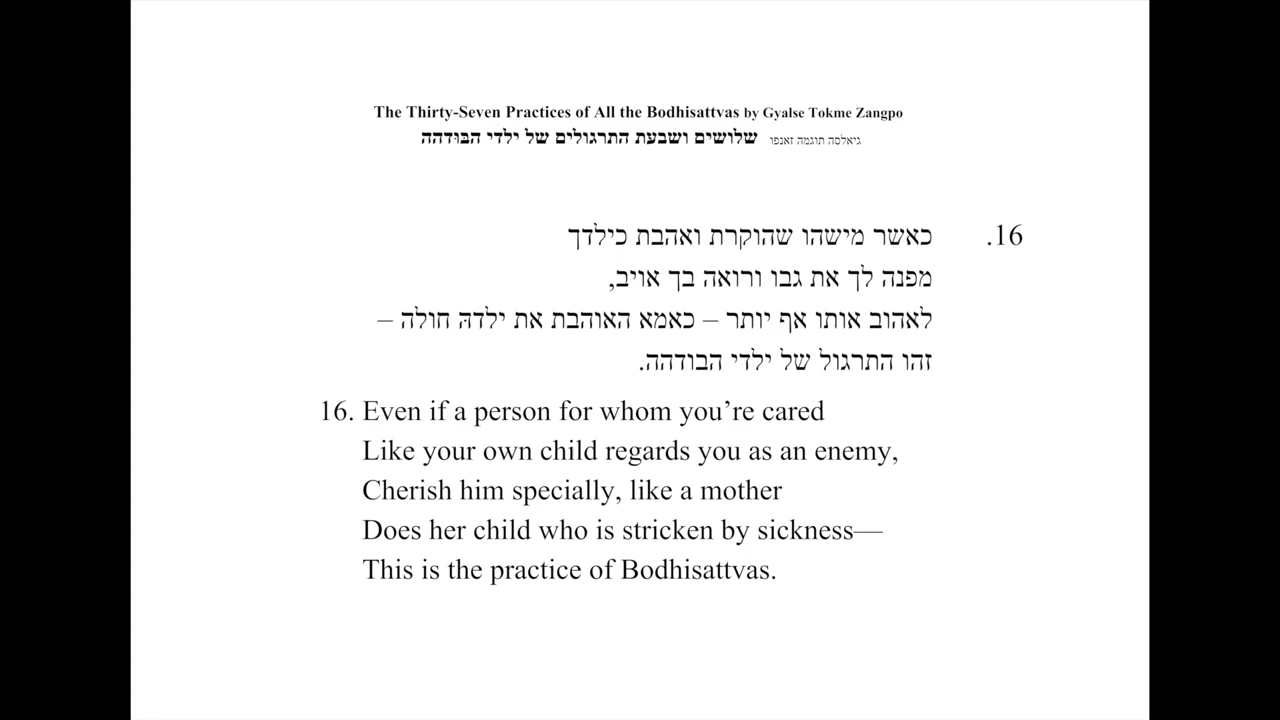 The Thirty-Seven Practices of All the Bodhisattvas by Gyalse Tokme Zangpo
שלושים ושבעת התרגולים של ילדי הבּוּדהה גיאלסה תוגמה זאנפו
16. כאשר מישהו שהוקרת ואהבת כילדך
מפנה לך את גבו ורואה בך אויב,
לאהוב אותו אף יותר – כאמא האוהבת את ילדהּ חולה –
זהו התרגול של ילדי הבודהה.
16. Even if a person for whom you’re cared
Like your own child regards you as an enemy,
Cherish him specially, like a mother
Does her child who is stricken by sickness—
This is the practice of Bodhisattvas.